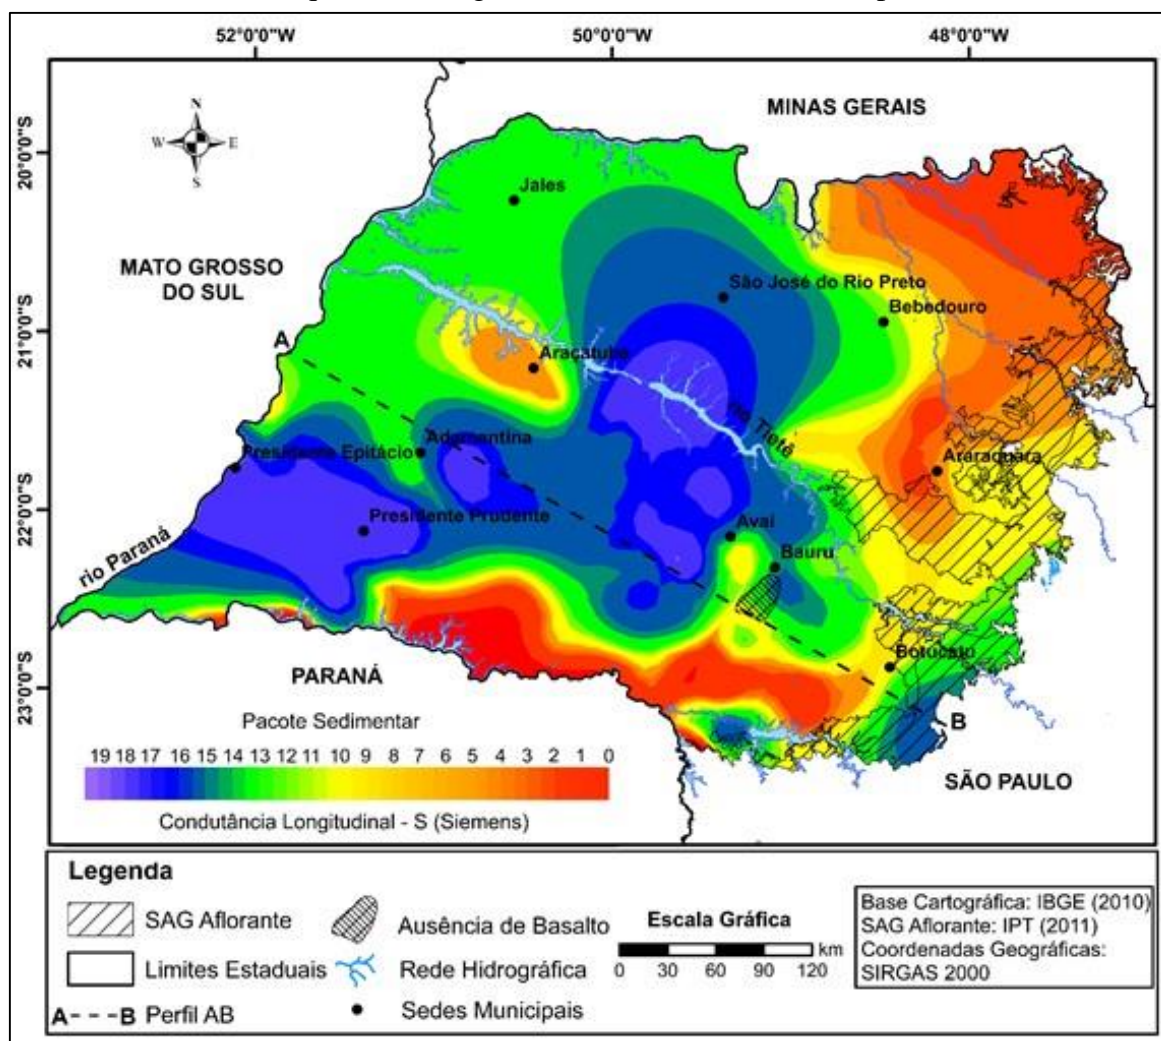 52°0'0"W 50°0'0"W 48°0'0"W
N
W E
S
MINAS GERAIS
20°0'0"S
Jales
MATO GROSSO
DO SUL
São José do Rio Preto
Bebedouro
21°0'0"S
A
Araçatuba
rio Tietê
Adamantina
Presidente Epitácio
Araraquara
22°0'0"S
Presidente Prudente
Avaí
Bauru
rio Paraná
Botucatu
PARANÁ
23°0'0"S
B
Pacote Sedimentar
19 18 17 16 15 14 13 12 11 10 9 8 7 6 5 4 3 2 1 0
Condutância Longitudinal - S (Siemens)
SÃO PAULO
Legenda
SAG Aflorante
Limites Estaduais
A B Perfil AB
Ausência de Basalto
Rede Hidrográfica
Sedes Municipais
Escala Gráfica
km
0 30 60 90 120
Base Cartográfica: IBGE (2010)
SAG Aflorante: IPT (2011)
Coordenadas Geográficas:
SIRGAS 2000